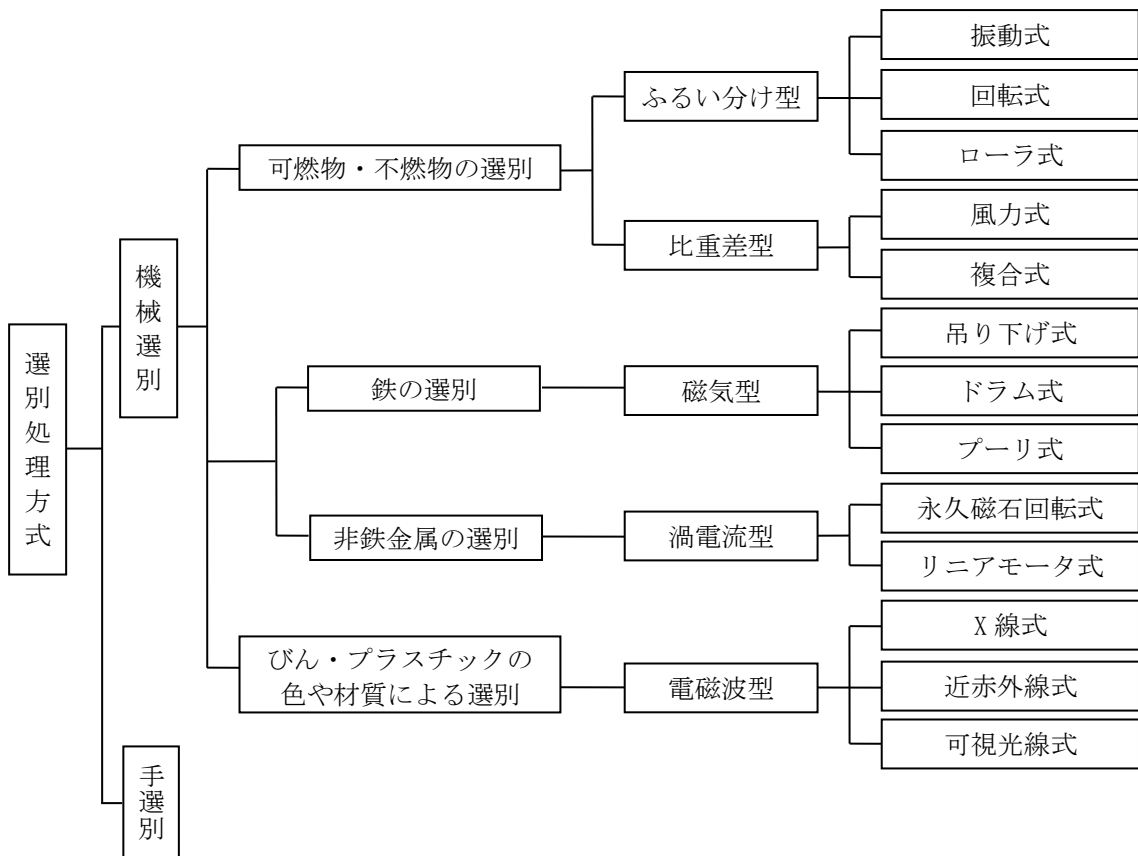 選別処理方式
機械選別
手選別
可燃物・不燃物の選別
鉄の選別
非鉄金属の選別
びん・プラスチックの
色や材質による選別
ふるい分け型
比重差型
磁気型
渦電流型
電磁波型
振動式
回転式
ローラ式
風力式
複合式
吊り下げ式
ドラム式
プーリ式
永久磁石回転式
リニアモータ式
X 線式
近赤外線式
可視光線式